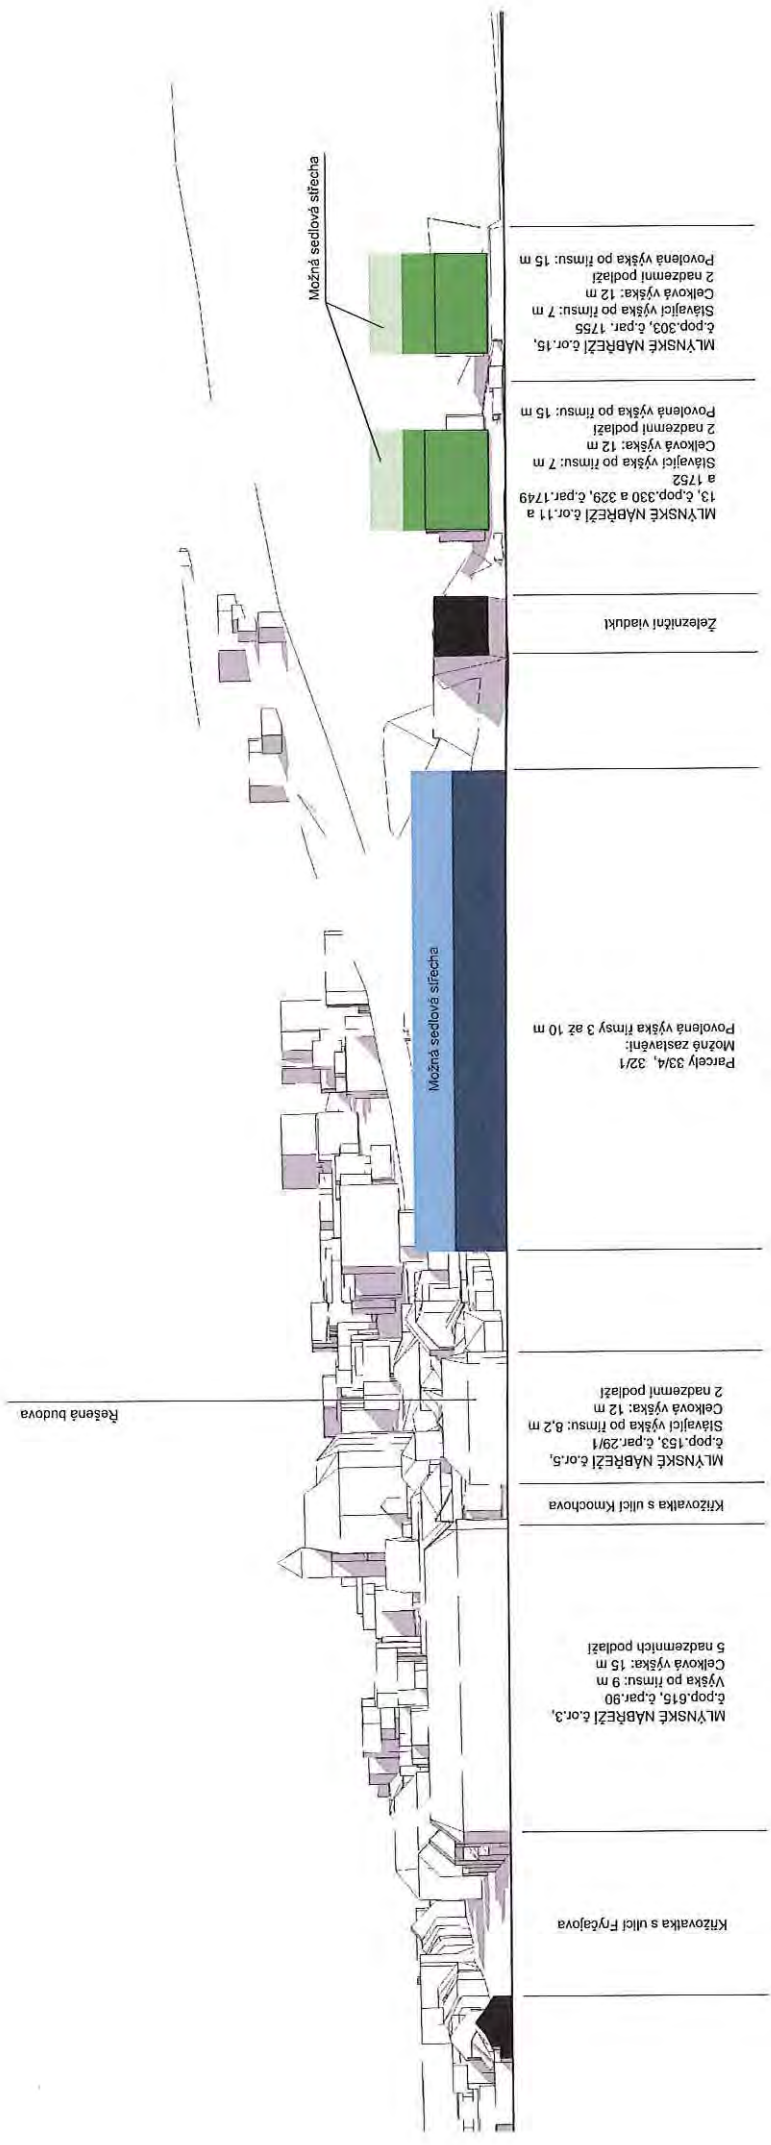 Možná sedlová střecha
MLÝNSKÉ NÁBŘEŽÍ č.or.15,
č.pop.303, č.par. 1755
Stávající výška po římsu: 7 m
Celková výška: 12 m
2 nadzemní podlaží
Povolená výška po římsu: 15 m
MLÝNSKÉ NÁBŘEŽÍ č.or.11 a
13, č.pop.330 a 329, č.par.1749
a 1752
Stávající výška po římsu: 7 m
Celková výška: 12 m
2 nadzemní podlaží
Povolená výška po římsu: 15 m
Železniční viadukt
Možná sedlová střecha
Parcely 33/4, 32/1
Možné zastavění:
Povolená výška římsy 3 až 10 m
Řešená budova
MLÝNSKÉ NÁBŘEŽÍ č.or.5,
č.pop.153, č.par.29/1
Stávající výška po římsu: 8,2 m
Celková výška: 12 m
2 nadzemní podlaží
Křižovatka s ulicí Kmochova
MLÝNSKÉ NÁBŘEŽÍ č.or.3,
č.pop.615, č.par.90
Výška po římsu: 9 m
Celková výška: 15 m
5 nadzemních podlaží
Křižovatka s ulicí Fryčajova